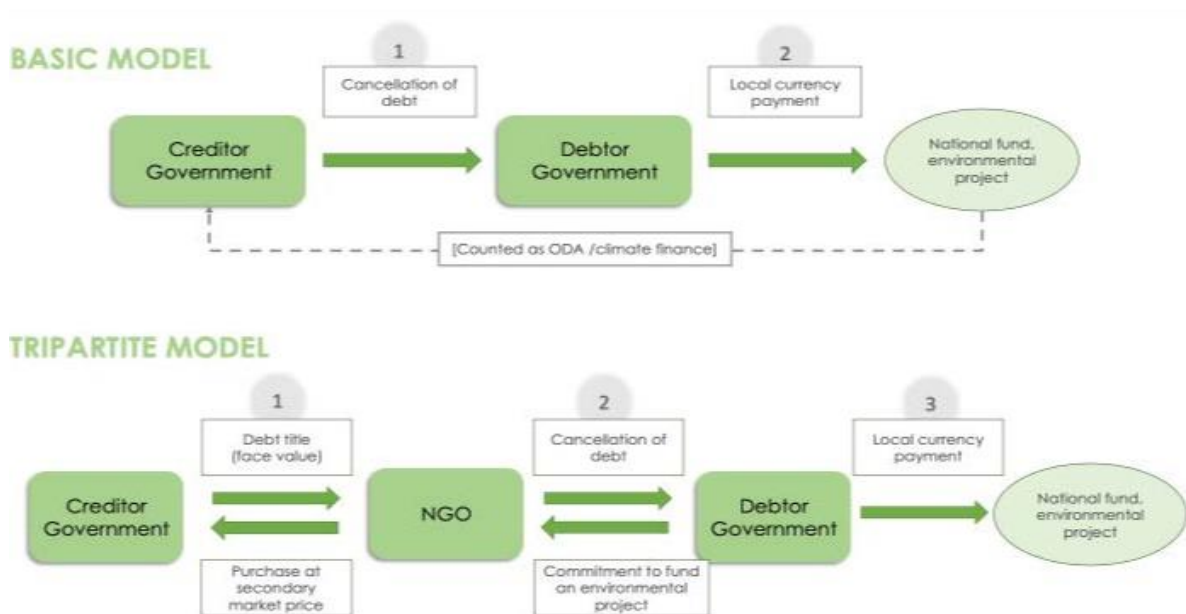 BASIC MODEL
1
2
Cancellation of
debt
Local currency
payment
Creditor
Government
Debtor
Government
National fund,
environmental
project
[Counted as ODA /climate finance]
TRIPARTITE MODEL
1
2
3
Debt title
(face value)
Cancellation of
debt
Local currency
payment
Creditor
Government
NGO
Debtor
Government
National fund,
environmental
project
Purchase at
secondary
market price
Commitment to fund
an environmental
project